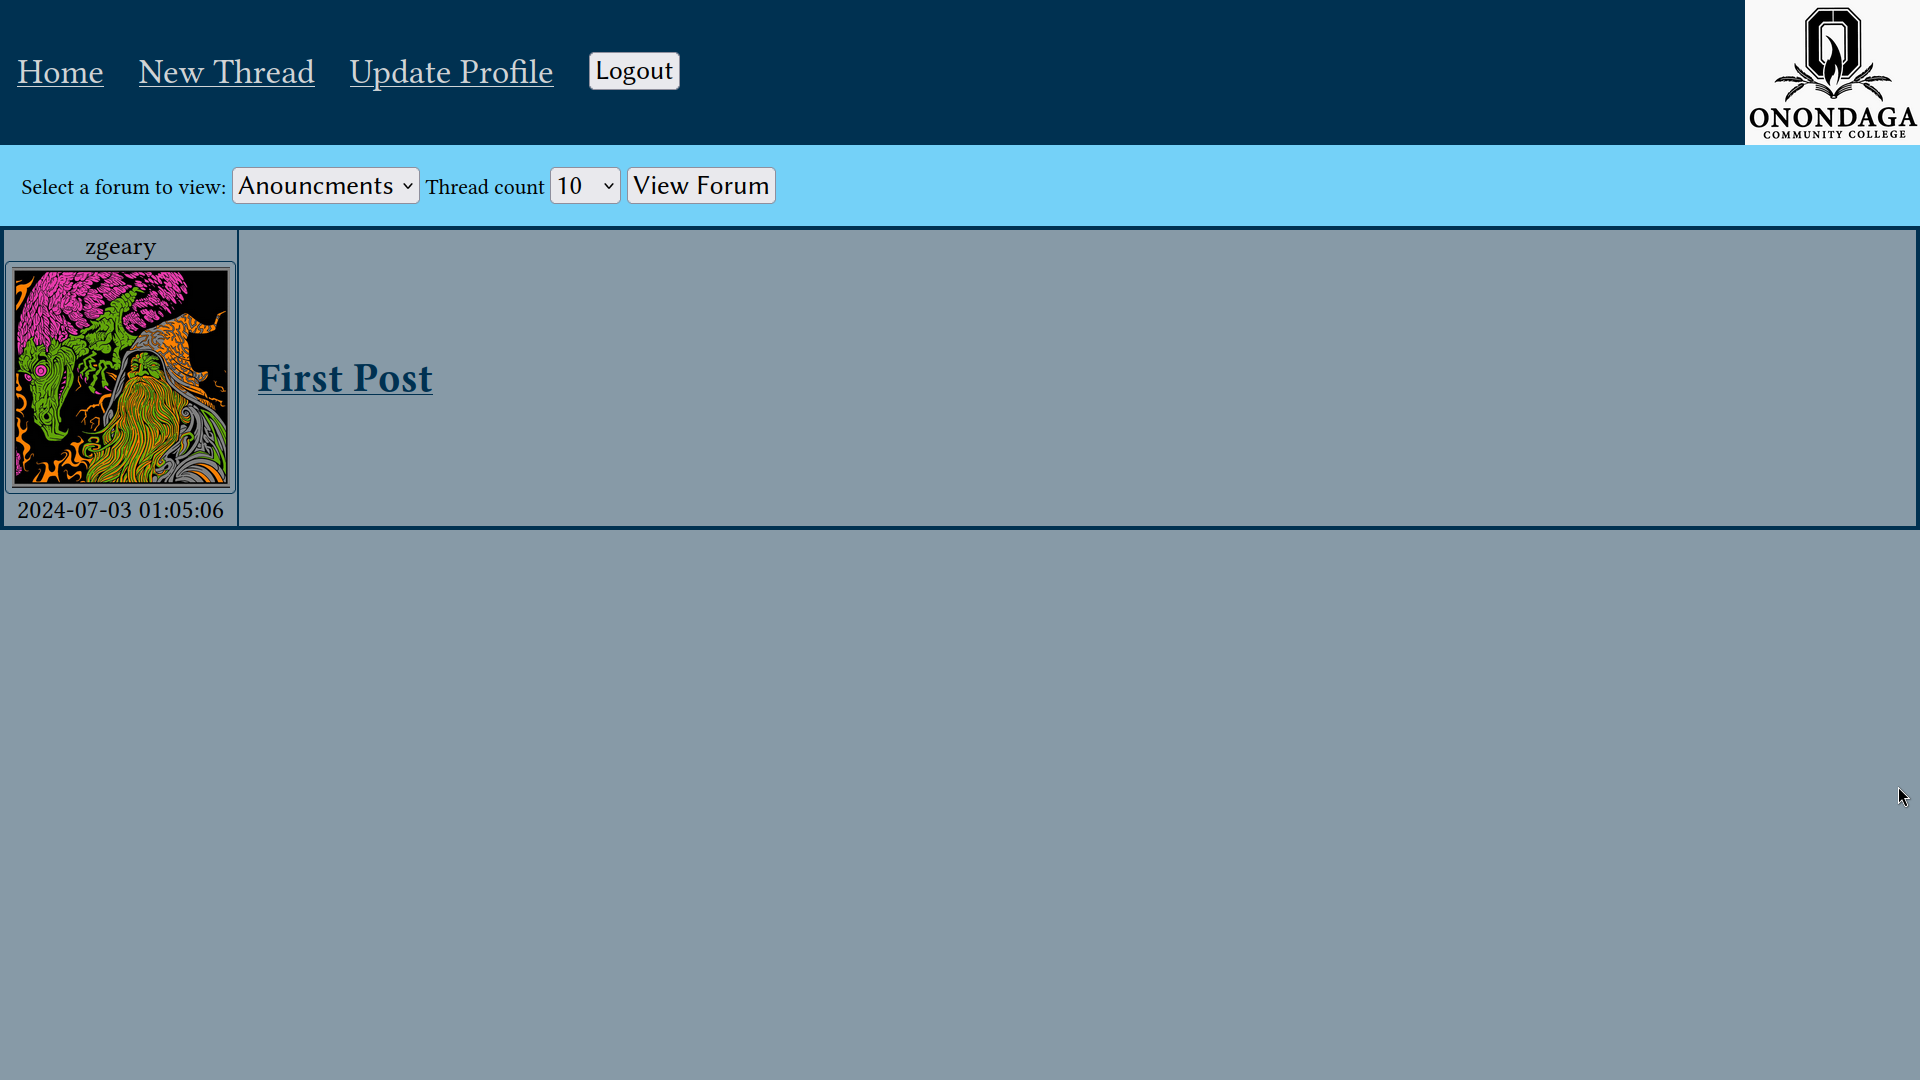 Home New Thread Update Profile Logout
ONONDAGA
COMMUNITY COLLEGE
Select a forum to view: Anouncments Thread count 10 View Forum
zgeary
First Post
2024-07-03 01:05:06